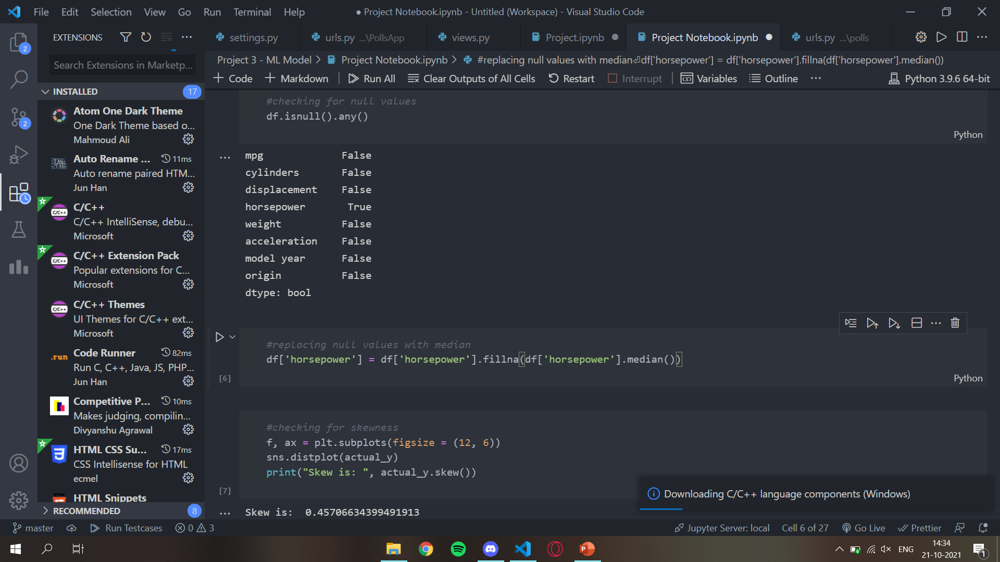 File Edit Selection View Go Run Terminal Help
● Project Notebook.ipynb - Untitled (Workspace) - Visual Studio Code
EXTENSIONS
settings.py
urls.py ...\PollsApp
views.py
Project.ipynb ●
Project Notebook.ipynb ●
urls.py ...\polls
Search Extensions in Marketp...
Project 3 - ML Model > Project Notebook.ipynb > #replacing null values with median⏎df['horsepower'] = df['horsepower'].fillna(df['horsepower'].median())
+ Code + Markdown Run All Clear Outputs of All Cells Restart Interrupt Variables Outline ... Python 3.9.6 64-bit
2
2
INSTALLED 17
Atom One Dark Theme
One Dark Theme based o...
Mahmoud Ali
Auto Rename ... 11ms
Auto rename paired HTM...
Jun Han
C/C++
C/C++ IntelliSense, debu...
Microsoft
C/C++ Extension Pack
Popular extensions for C...
Microsoft
C/C++ Themes
UI Themes for C/C++ ext...
Microsoft
.run
Code Runner 82ms
Run C, C++, Java, JS, PHP...
Jun Han
Competitive P... 10ms
Makes judging, compilin...
Divyanshu Agrawal
HTML CSS Su... 17ms
CSS Intellisense for HTML
ecmel
HTML Snippets
RECOMMENDED 8
#checking for null values
df.isnull().any()
Python
mpg False
cylinders False
displacement False
horsepower True
weight False
acceleration False
model year False
origin False
dtype: bool
#replacing null values with median
df['horsepower'] = df['horsepower'].fillna(df['horsepower'].median())
[6]
Python
#checking for skewness
f, ax = plt.subplots(figsize = (12, 6))
sns.distplot(actual_y)
print("Skew is: ", actual_y.skew())
[7]
Skew is:  0.45706634399491913
Downloading C/C++ language components (Windows)
master Run Testcases 0 3
Jupyter Server: local Cell 6 of 27 Go Live Prettier
ENG
14:34
21-10-2021
1